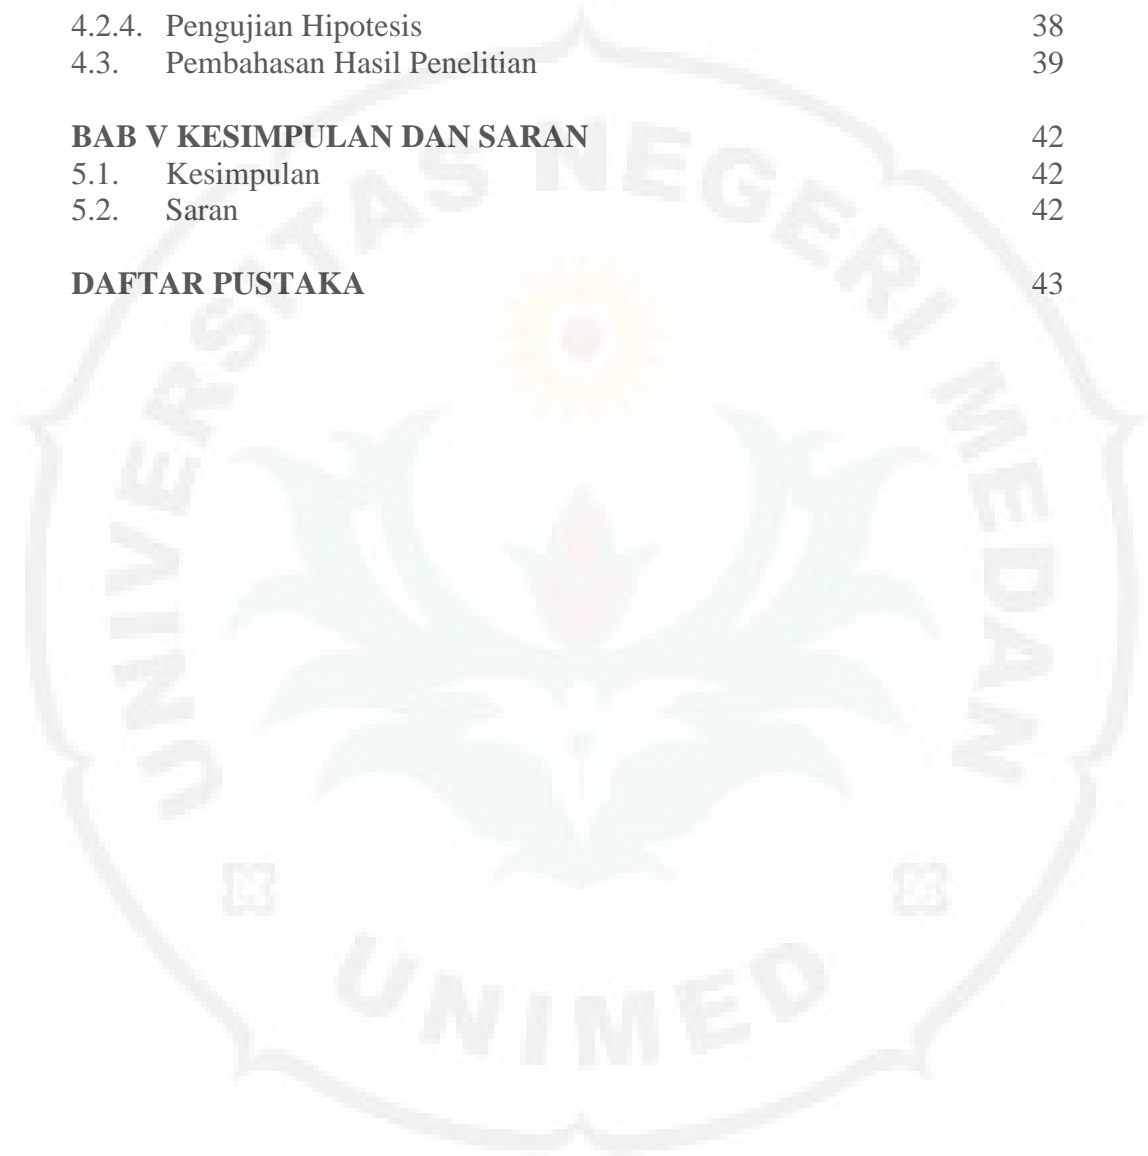 4.2.4. Pengujian Hipotesis 38
4.3. Pembahasan Hasil Penelitian 39
BAB V KESIMPULAN DAN SARAN 42
5.1. Kesimpulan 42
5.2. Saran 42
DAFTAR PUSTAKA 43
UNIVERSITAS NEGERI MEDAN
UNIMED